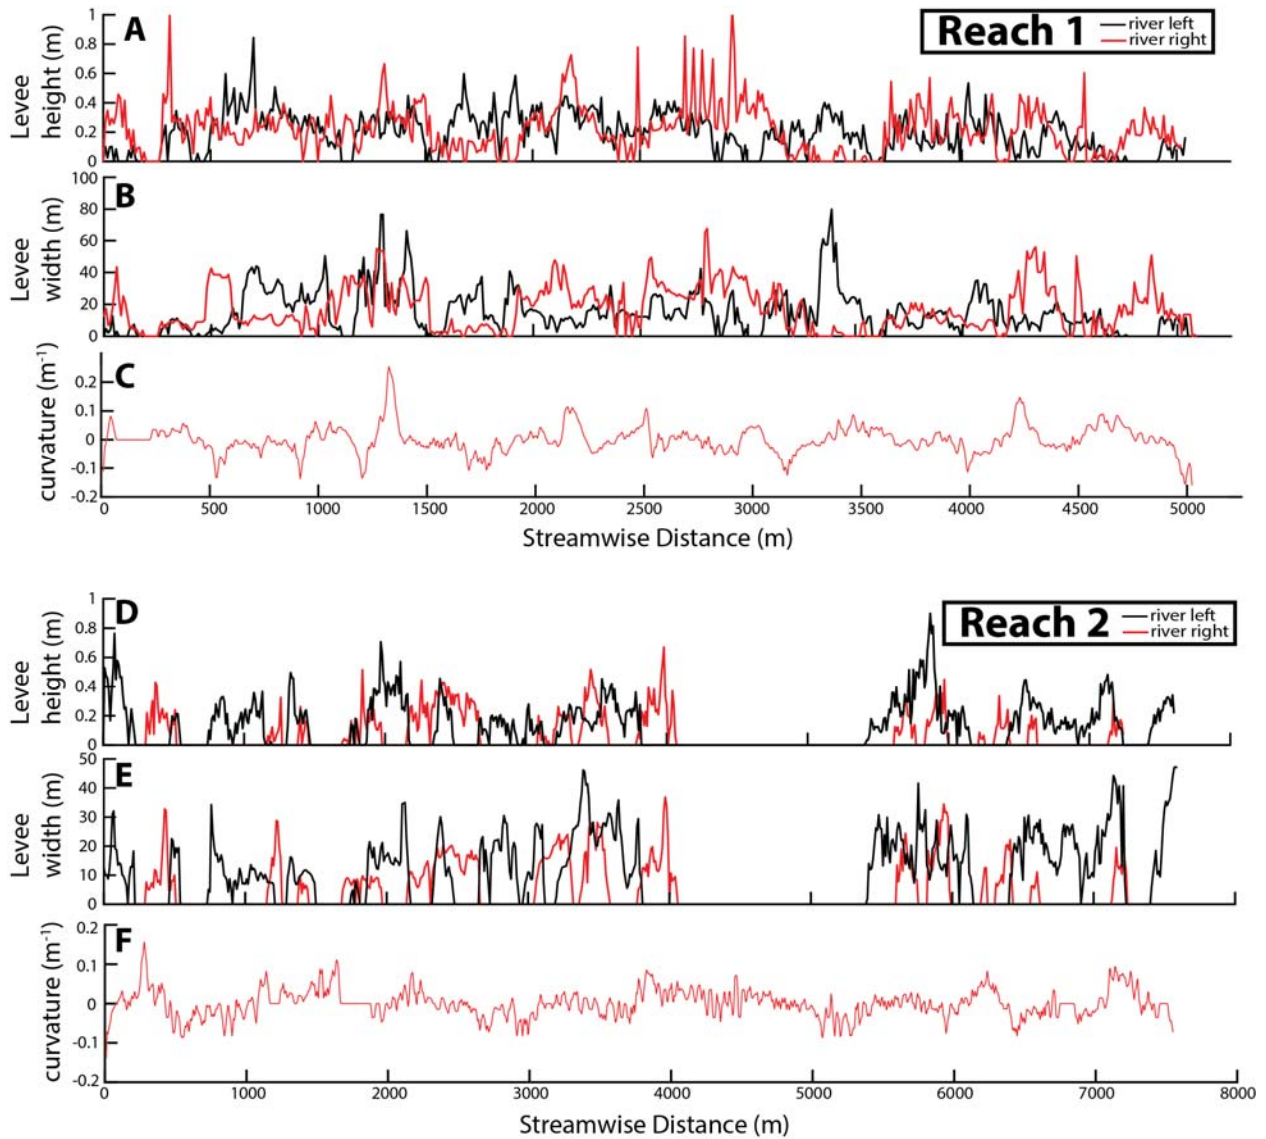 A
Reach 1
river left
river right
Levee
height (m)
1
0.8
0.6
0.4
0.2
0
B
Levee
width (m)
100
80
60
40
20
0
C
curvature (m⁻¹)
0.2
0.1
0
-0.1
-0.2
0 500 1000 1500 2000 2500 3000 3500 4000 4500 5000
Streamwise Distance (m)
D
Reach 2
river left
river right
Levee
height (m)
1
0.8
0.6
0.4
0.2
0
E
Levee
width (m)
50
40
30
20
10
0
F
curvature (m⁻¹)
0.2
0.1
0
-0.1
-0.2
0 1000 2000 3000 4000 5000 6000 7000 8000
Streamwise Distance (m)